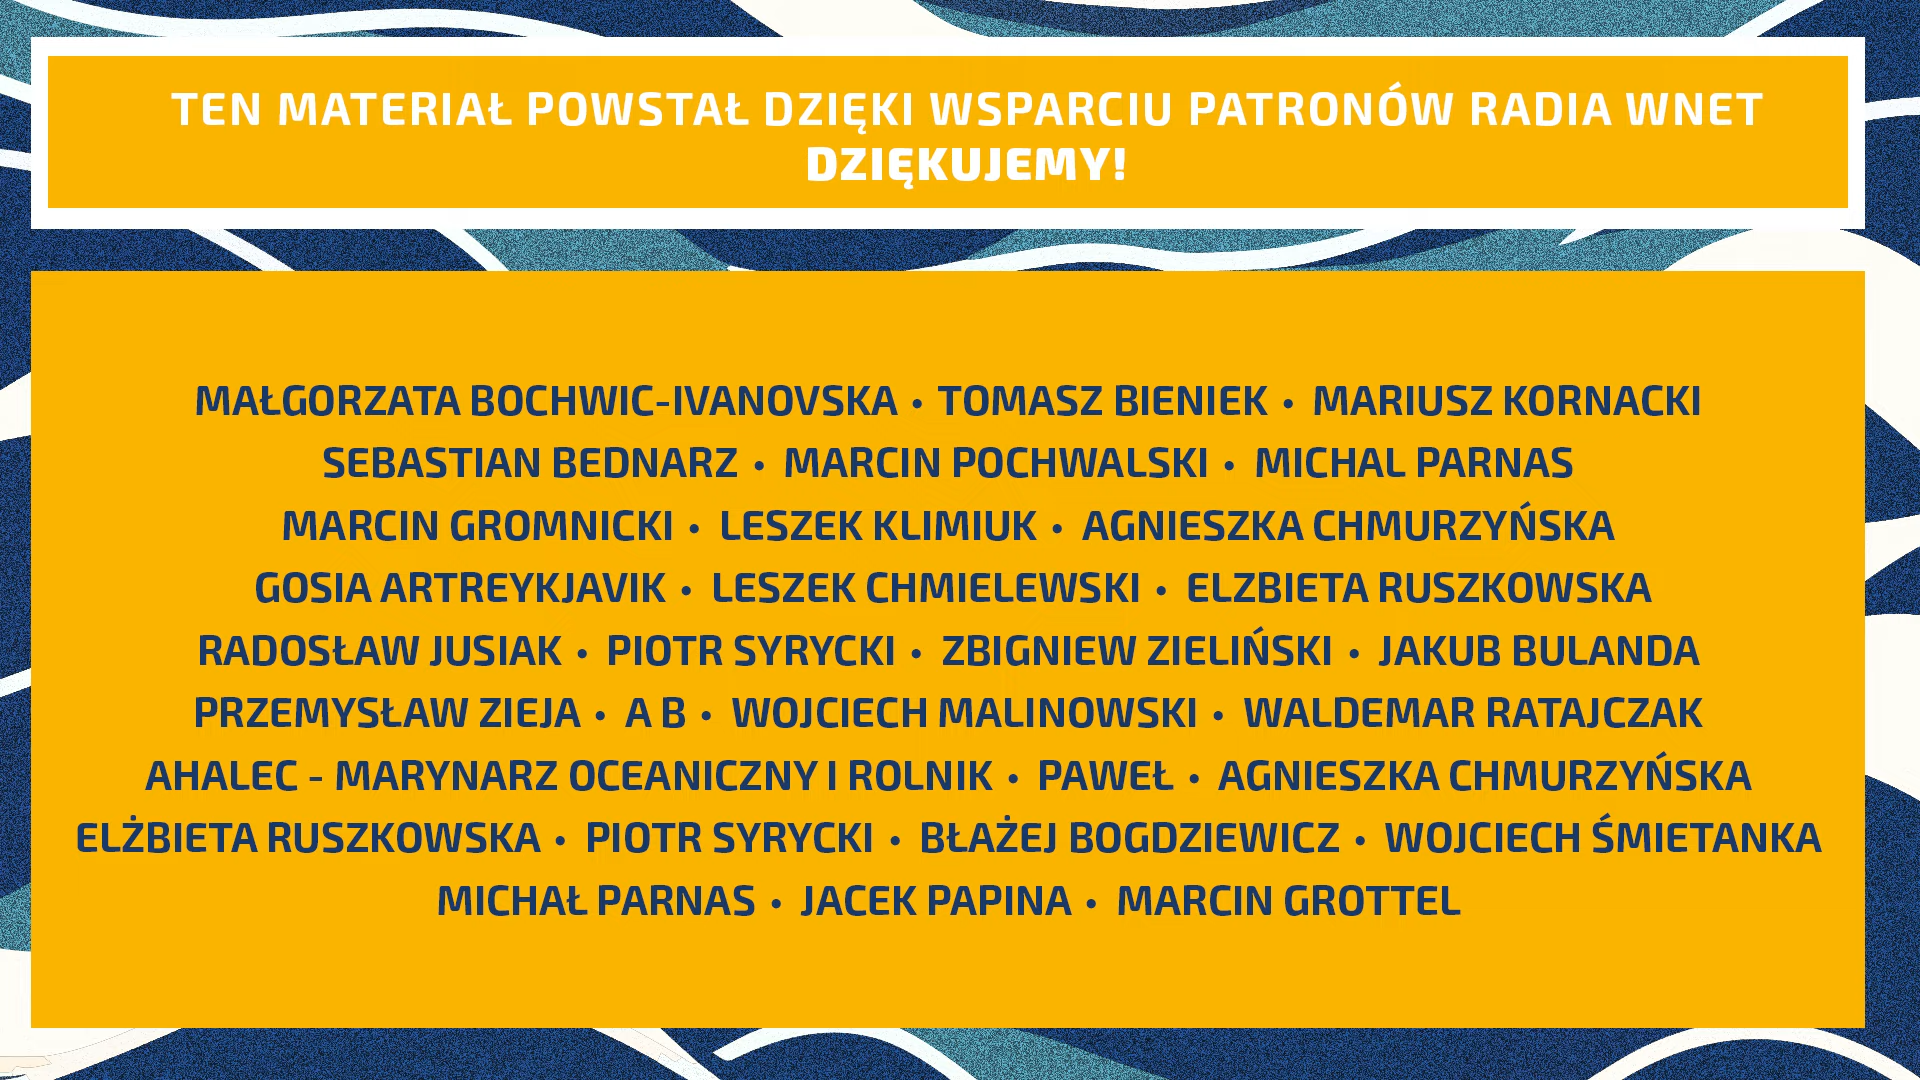 TEN MATERIAŁ POWSTAŁ DZIĘKI WSPARCIU PATRONÓW RADIA WNET
DZIĘKUJEMY!
MAŁGORZATA BOCHWIC-IVANOVSKA • TOMASZ BIENIEK • MARIUSZ KORNACKI
SEBASTIAN BEDNARZ • MARCIN POCHWALSKI • MICHAL PARNAS
MARCIN GROMNICKI • LESZEK KLIMIUK • AGNIESZKA CHMURZYŃSKA
GOSIA ARTREYKJAVIK • LESZEK CHMIELEWSKI • ELZBIETA RUSZKOWSKA
RADOSŁAW JUSIAK • PIOTR SYRYCKI • ZBIGNIEW ZIELIŃSKI • JAKUB BULANDA
PRZEMYSŁAW ZIEJA • A B • WOJCIECH MALINOWSKI • WALDEMAR RATAJCZAK
AHALEC - MARYNARZ OCEANICZNY I ROLNIK • PAWEŁ • AGNIESZKA CHMURZYŃSKA
ELŻBIETA RUSZKOWSKA • PIOTR SYRYCKI • BŁAŻEJ BOGDZIEWICZ • WOJCIECH ŚMIETANKA
MICHAŁ PARNAS • JACEK PAPINA • MARCIN GROTTEL